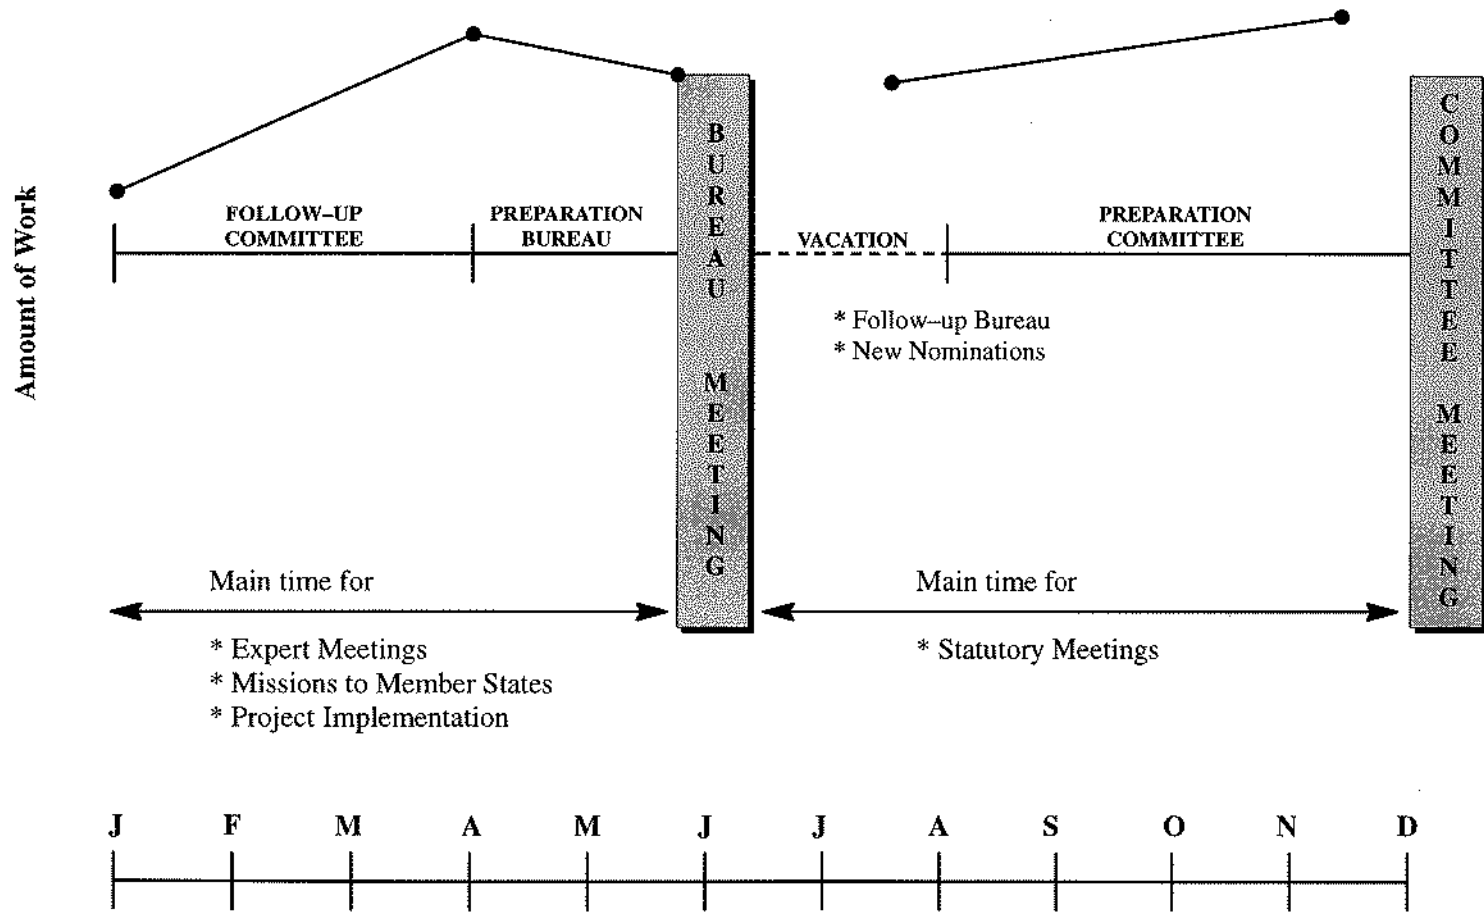 Amount of Work
FOLLOW–UP
COMMITTEE
PREPARATION
BUREAU
BUREAU MEETING
VACATION
PREPARATION
COMMITTEE
COMMITTEE MEETING
* Follow–up Bureau
* New Nominations
Main time for
* Expert Meetings
* Missions to Member States
* Project Implementation
Main time for
* Statutory Meetings
J F M A M J J A S O N D